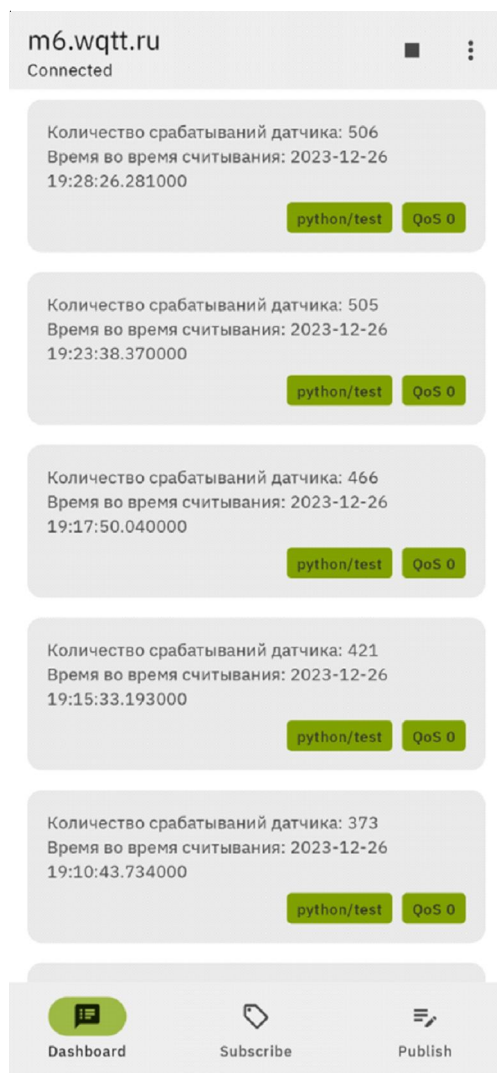 m6.wqtt.ru
Connected
Количество срабатываний датчика: 506
Время во время считывания: 2023-12-26
19:28:26.281000
python/test QoS 0
Количество срабатываний датчика: 505
Время во время считывания: 2023-12-26
19:23:38.370000
python/test QoS 0
Количество срабатываний датчика: 466
Время во время считывания: 2023-12-26
19:17:50.040000
python/test QoS 0
Количество срабатываний датчика: 421
Время во время считывания: 2023-12-26
19:15:33.193000
python/test QoS 0
Количество срабатываний датчика: 373
Время во время считывания: 2023-12-26
19:10:43.734000
python/test QoS 0
Dashboard Subscribe Publish